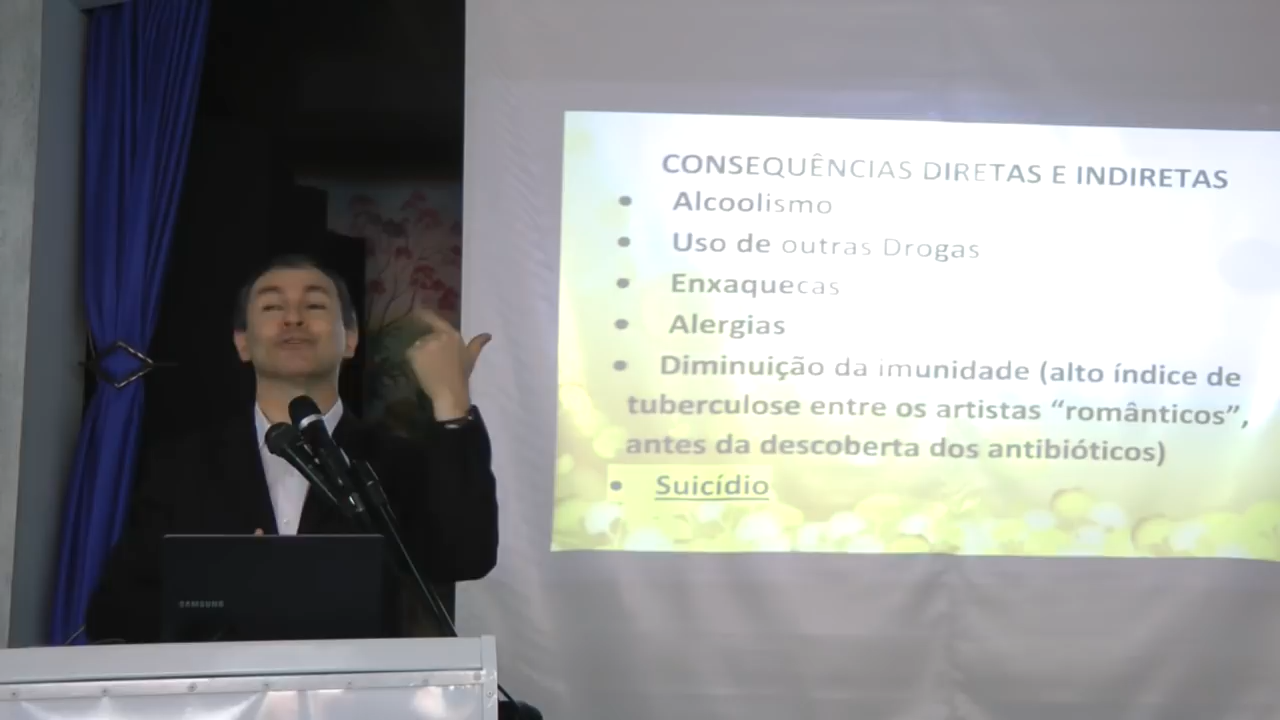 CONSEQUÊNCIAS DIRETAS E INDIRETAS
• Alcoolismo
• Uso de outras Drogas
• Enxaquecas
• Alergias
• Diminuição da imunidade (alto índice de
tuberculose entre os artistas “românticos”,
antes da descoberta dos antibióticos)
• Suicídio
SAMSUNG